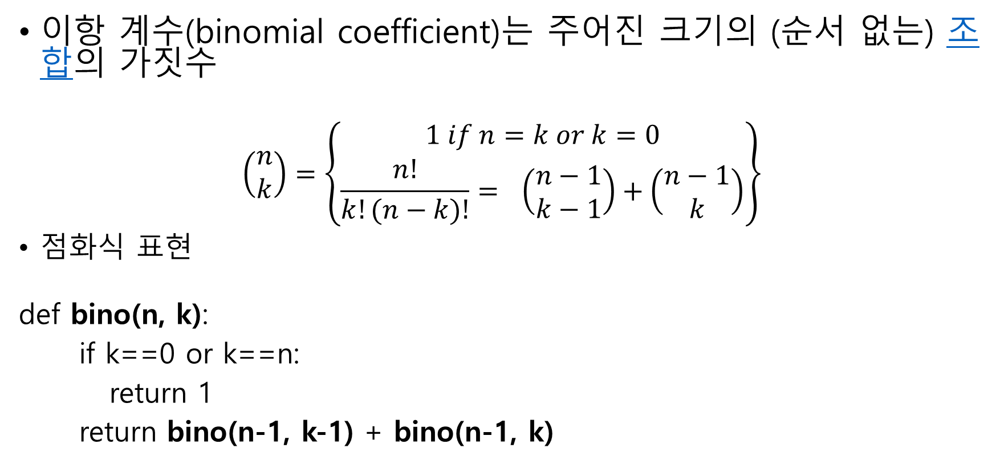 • 이항 계수(binomial coefficient)는 주어진 크기의 (순서 없는) 조
합의 가짓수
\binom{n}{k} = \begin{Bmatrix} 1 \; if \; n = k \; or \; k = 0 \\ \frac{n!}{k!(n-k)!} = \binom{n-1}{k-1} + \binom{n-1}{k} \end{Bmatrix}
• 점화식 표현
def bino(n, k):
if k==0 or k==n:
return 1
return bino(n-1, k-1) + bino(n-1, k)